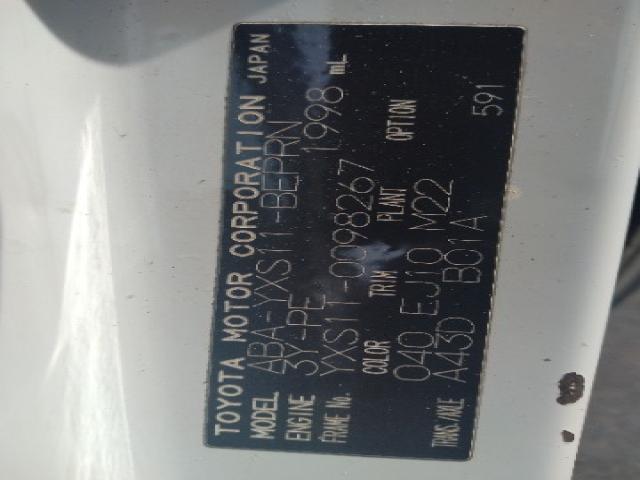 TOYOTA MOTOR CORPORATION JAPAN
MODEL ABA-YXS11-BEPRN
ENGINE 3Y-PE 1998 mL
FRAME No. YXS11-0098267
COLOR TRIM PLANT OPTION
040 EJ10 M22
TRANS./AXLE A43D B01A 591